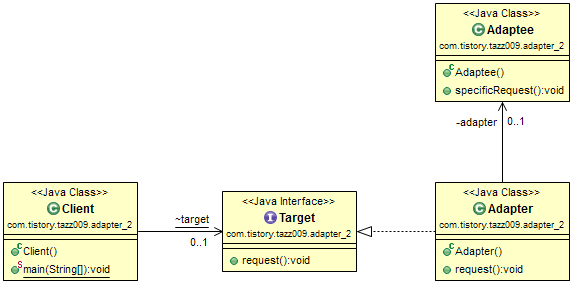 <<Java Class>>
Adaptee
com.tistory.tazz009.adapter_2
Adaptee()
specificRequest():void
-adapter
0..1
<<Java Class>>
Client
com.tistory.tazz009.adapter_2
Client()
main(String[]):void
~target
0..1
<<Java Interface>>
Target
com.tistory.tazz009.adapter_2
request():void
<<Java Class>>
Adapter
com.tistory.tazz009.adapter_2
Adapter()
request():void